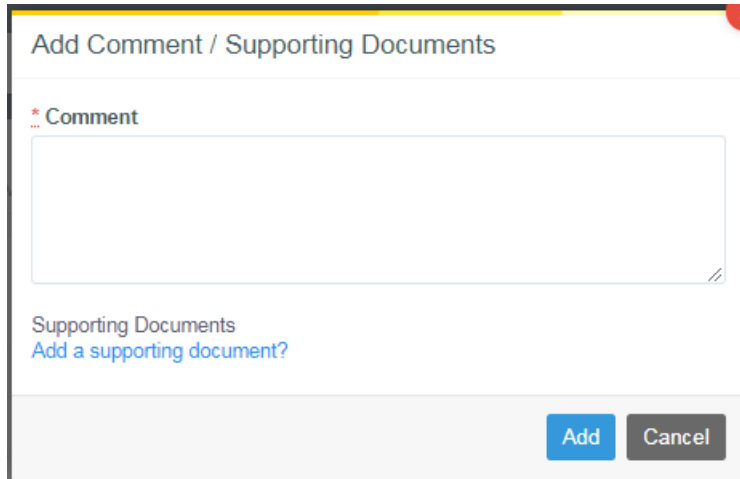 Add Comment / Supporting Documents
* Comment
Supporting Documents
Add a supporting document?
Add Cancel